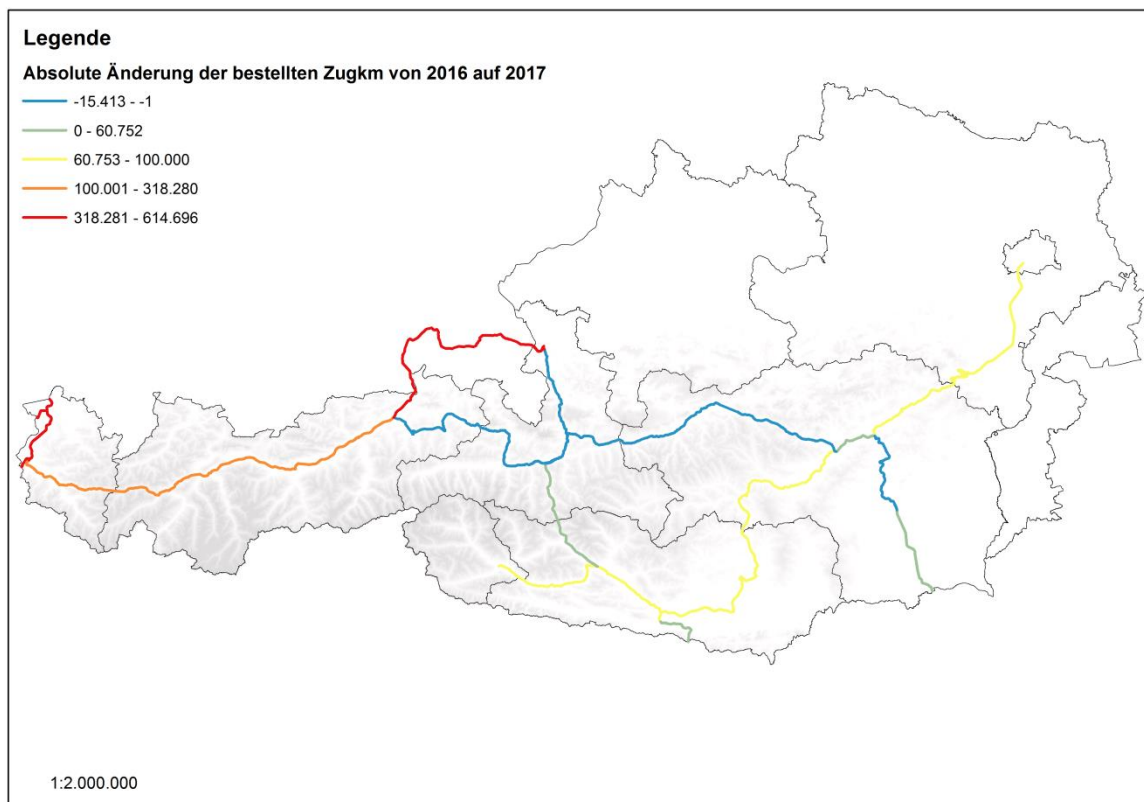 Legende
Absolute Änderung der bestellten Zugkm von 2016 auf 2017
-15.413 - -1
0 - 60.752
60.753 - 100.000
100.001 - 318.280
318.281 - 614.696
1:2.000.000